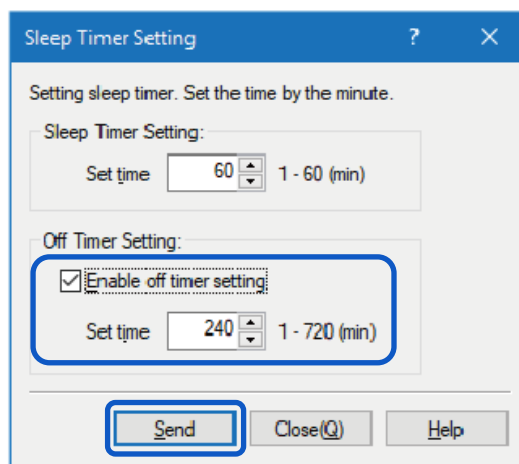 Sleep Timer Setting ? ×
Setting sleep timer. Set the time by the minute.
Sleep Timer Setting:
Set time 60 1 - 60 (min)
Off Timer Setting:
Enable off timer setting
Set time 240 1 - 720 (min)
Send Close(Q) Help